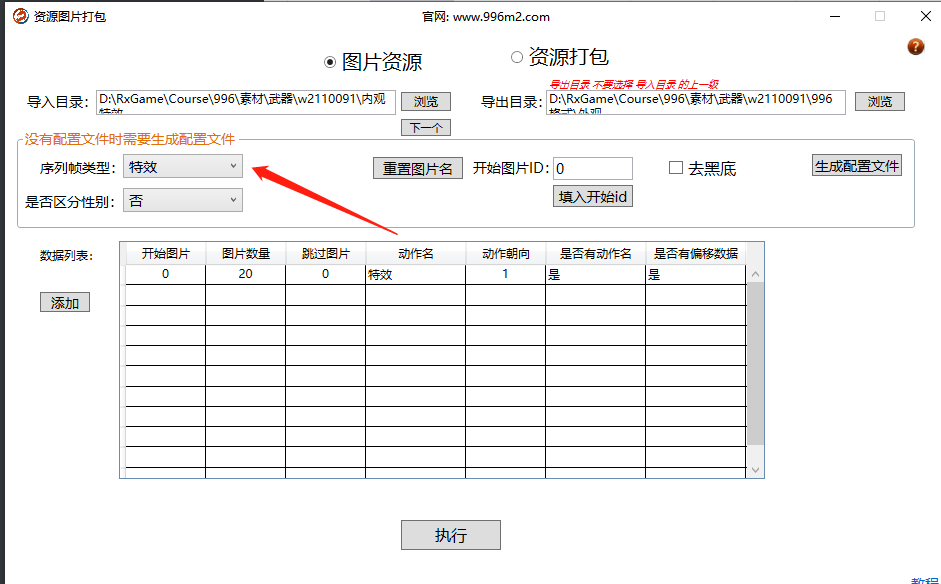 资源图片打包 官网: www.996m2.com
图片资源 资源打包
导出目录 不要选择 导入目录 的上一级
导入目录: D:\RxGame\Course\996\素材\武器\w2110091\内观 浏览 导出目录: D:\RxGame\Course\996\素材\武器\w2110091\996 浏览
特效 格式\外观
下一个
没有配置文件时需要生成配置文件
序列帧类型: 特效 重置图片名 开始图片ID: 0 去黑底 生成配置文件
是否区分性别: 否 填入开始id
数据列表: 开始图片 图片数量 跳过图片 动作名 动作朝向 是否有动作名 是否有偏移数据
0 20 0 特效 1 是 是
添加
执行
教程